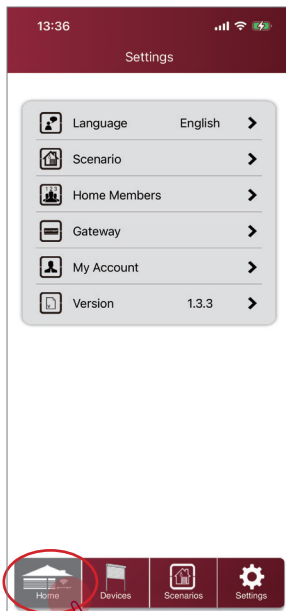 13:36
Settings
Language English
Scenario
Home Members
Gateway
My Account
Version 1.3.3
Home Devices Scenarios Settings